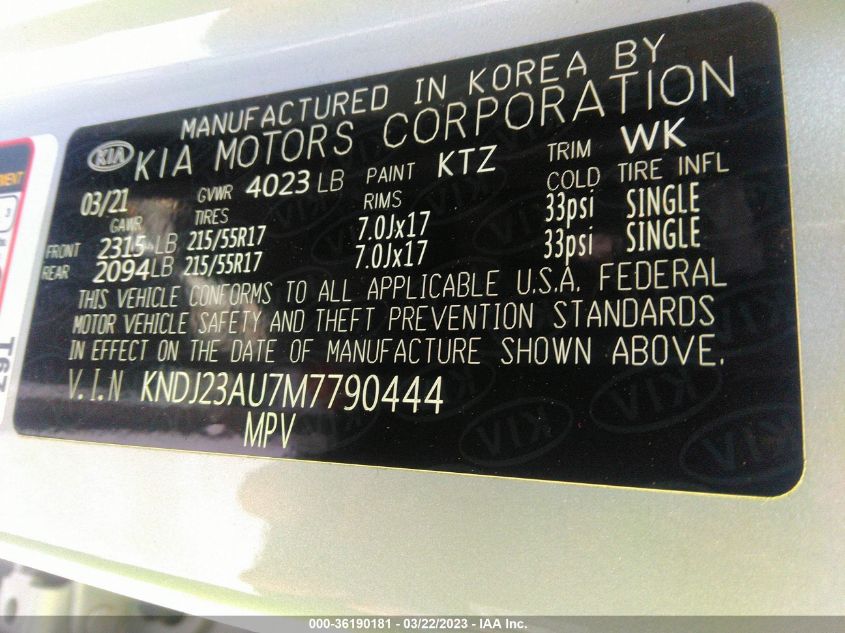 MANUFACTURED IN KOREA BY
KIA KIA MOTORS CORPORATION
03/21 GVWR 4023 LB PAINT KTZ TRIM WK
GAWR TIRES RIMS COLD TIRE INFL
FRONT 2315 LB 215/55R17 7.0Jx17 33psi SINGLE
REAR 2094 LB 215/55R17 7.0Jx17 33psi SINGLE
THIS VEHICLE CONFORMS TO ALL APPLICABLE U.S.A. FEDERAL
MOTOR VEHICLE SAFETY AND THEFT PREVENTION STANDARDS
IN EFFECT ON THE DATE OF MANUFACTURE SHOWN ABOVE.
V.I.N KNDJ23AU7M7790444
MPV
000-36190181 - 03/22/2023 - IAA Inc.